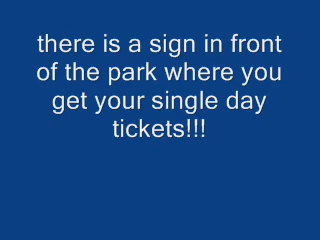 there is a sign in front
of the park where you
get your single day
tickets!!!